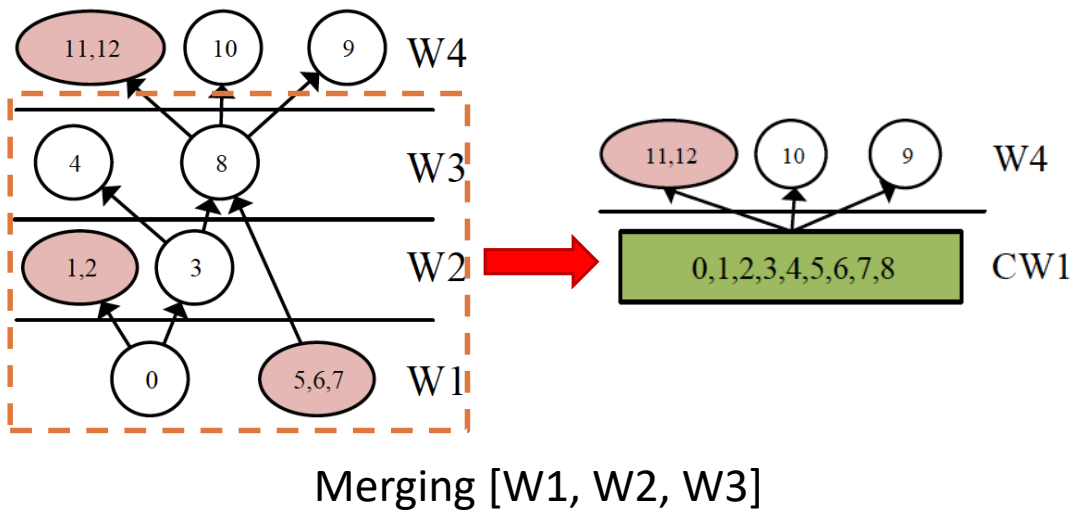 11,12 10 9 W4
4 8 W3
1,2 3 W2
0 5,6,7 W1
11,12 10 9 W4
0,1,2,3,4,5,6,7,8 CW1
Merging [W1, W2, W3]